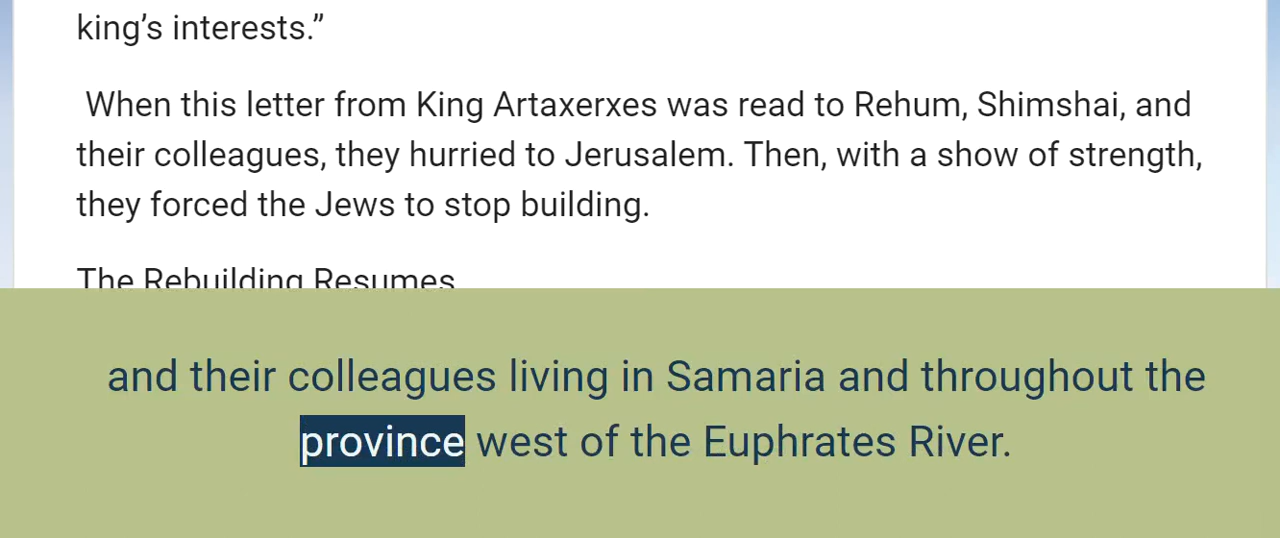 king’s interests.”
When this letter from King Artaxerxes was read to Rehum, Shimshai, and
their colleagues, they hurried to Jerusalem. Then, with a show of strength,
they forced the Jews to stop building.
The Rebuilding Resumes
and their colleagues living in Samaria and throughout the
province west of the Euphrates River.